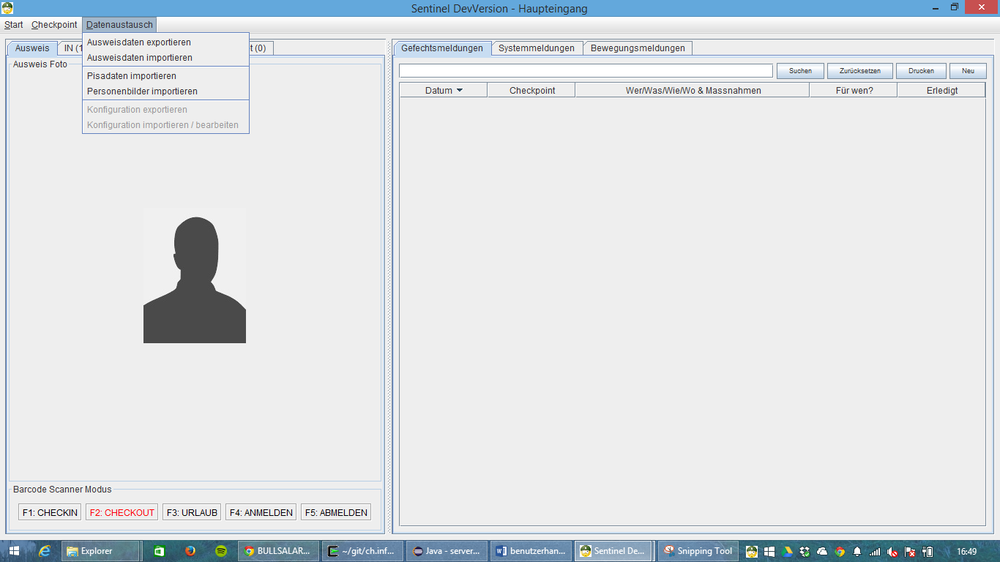 Sentinel DevVersion - Haupteingang
Start Checkpoint Datenaustausch
Ausweisdaten exportieren
Ausweisdaten importieren
Pisadaten importieren
Personenbilder importieren
Konfiguration exportieren
Konfiguration importieren / bearbeiten
Ausweis IN (1 t (0)
Ausweis Foto
Gefechtsmeldungen Systemmeldungen Bewegungsmeldungen
Suchen Zurücksetzen Drucken Neu
Datum Checkpoint Wer/Was/Wie/Wo & Massnahmen Für wen? Erledigt
Barcode Scanner Modus
F1: CHECKIN F2: CHECKOUT F3: URLAUB F4: ANMELDEN F5: ABMELDEN
Explorer BULLSALAR... ~/git/ch.inf... Java - server... benutzerhan... Sentinel De... Snipping Tool 16:49